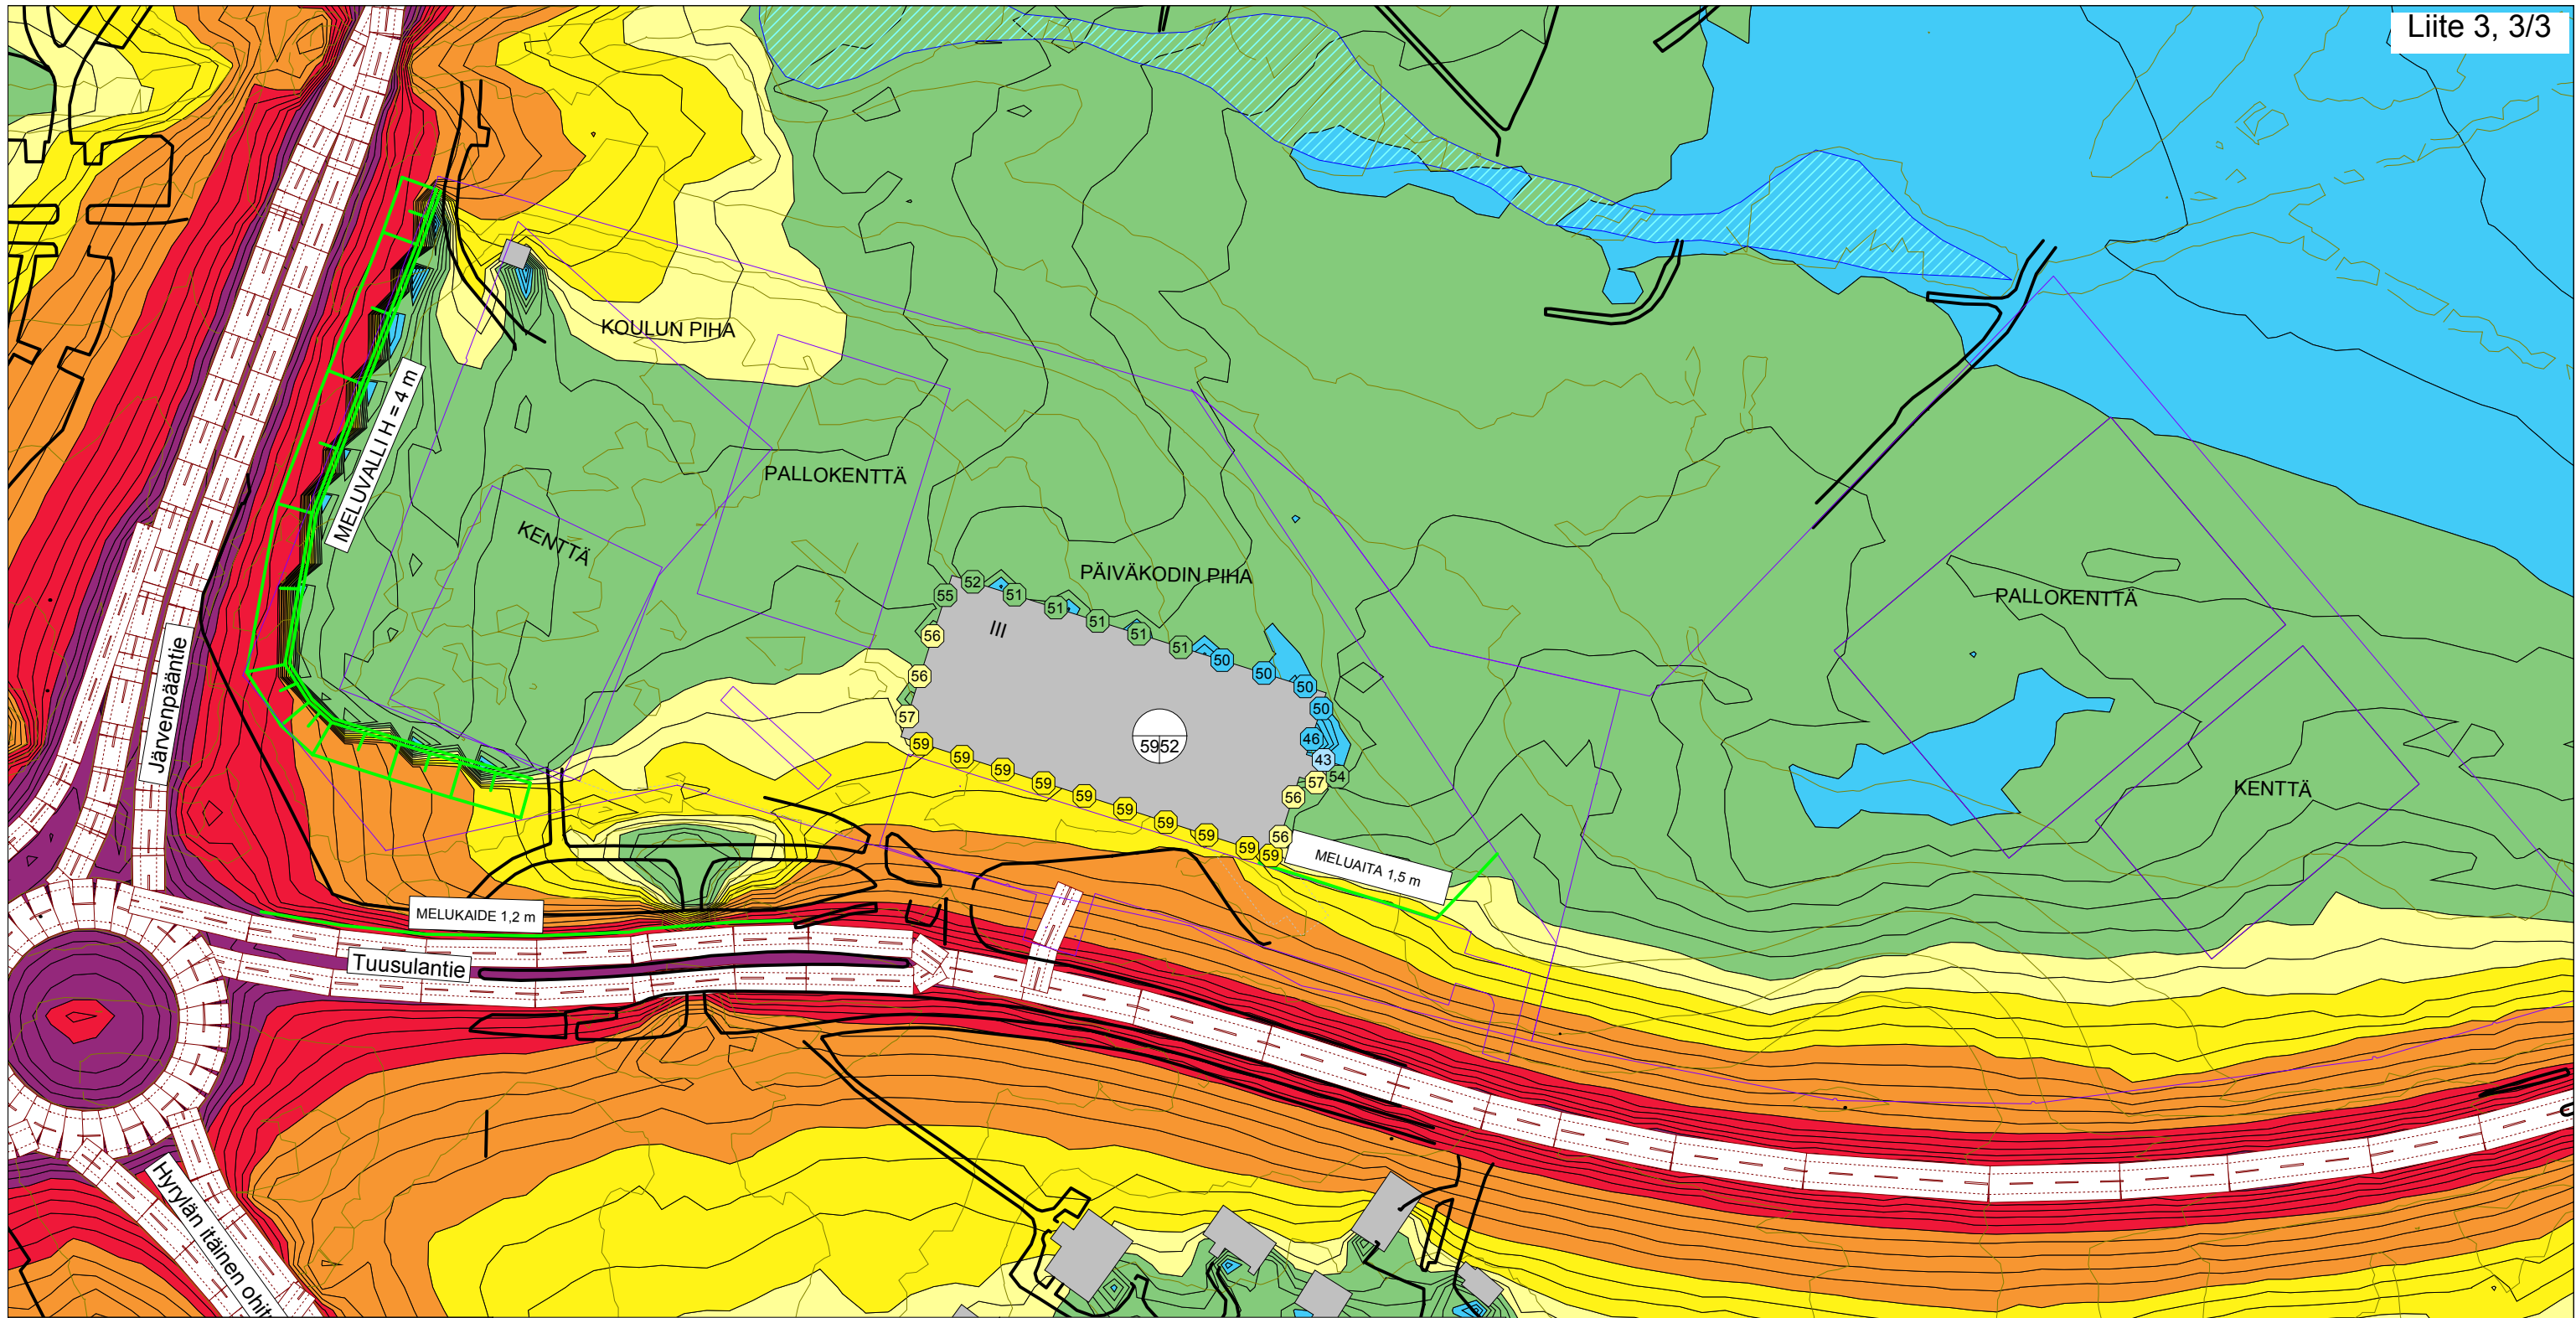 Liite 3, 3/3
KOULUN PIHA
MELUVALLI H = 4 m
PALLOKENTTÄ
KENTTÄ
PÄIVÄKODIN PIHA
PALLOKENTTÄ
KENTTÄ
III
52
55
51
51
51
51
51
50
50
50
50
46
43
54
57
56
56
56
56
57
59
59
59
59
59
59
59
59
59
59
59 52
Järvenpääntie
MELUAITA 1,5 m
MELUKAIDE 1,2 m
Tuusulantie
Hyrylän itäinen ohit